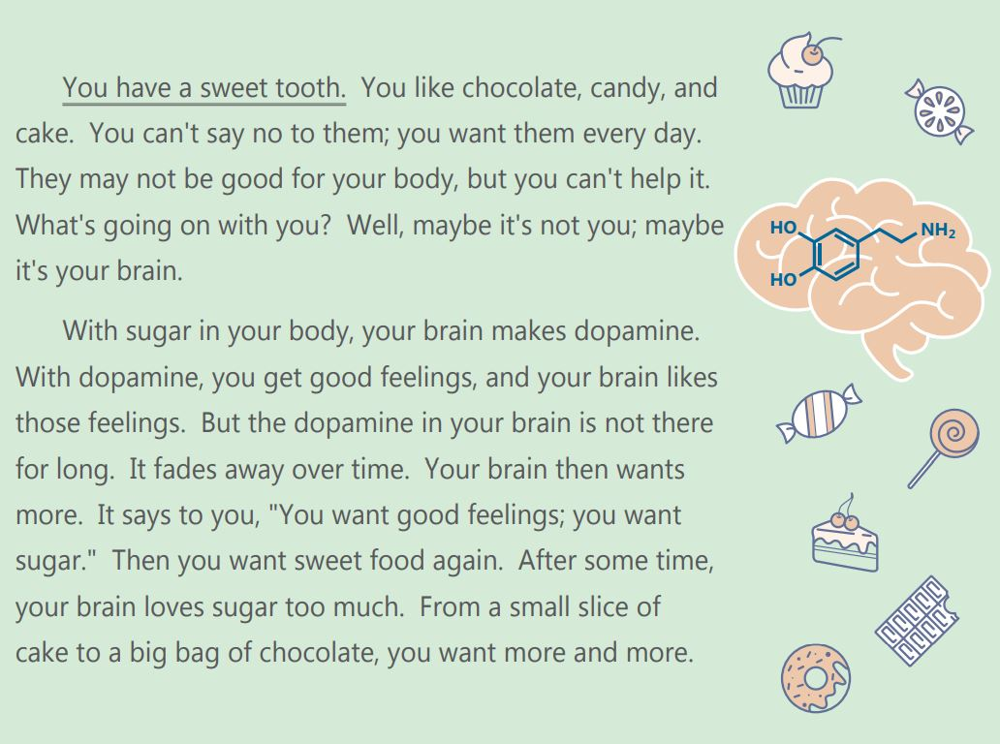 You have a sweet tooth.  You like chocolate, candy, and
cake.  You can't say no to them; you want them every day.
They may not be good for your body, but you can't help it.
What's going on with you?  Well, maybe it's not you; maybe
it's your brain.
With sugar in your body, your brain makes dopamine.
With dopamine, you get good feelings, and your brain likes
those feelings.  But the dopamine in your brain is not there
for long.  It fades away over time.  Your brain then wants
more.  It says to you, "You want good feelings; you want
sugar."  Then you want sweet food again.  After some time,
your brain loves sugar too much.  From a small slice of
cake to a big bag of chocolate, you want more and more.
HO
NH₂
HO